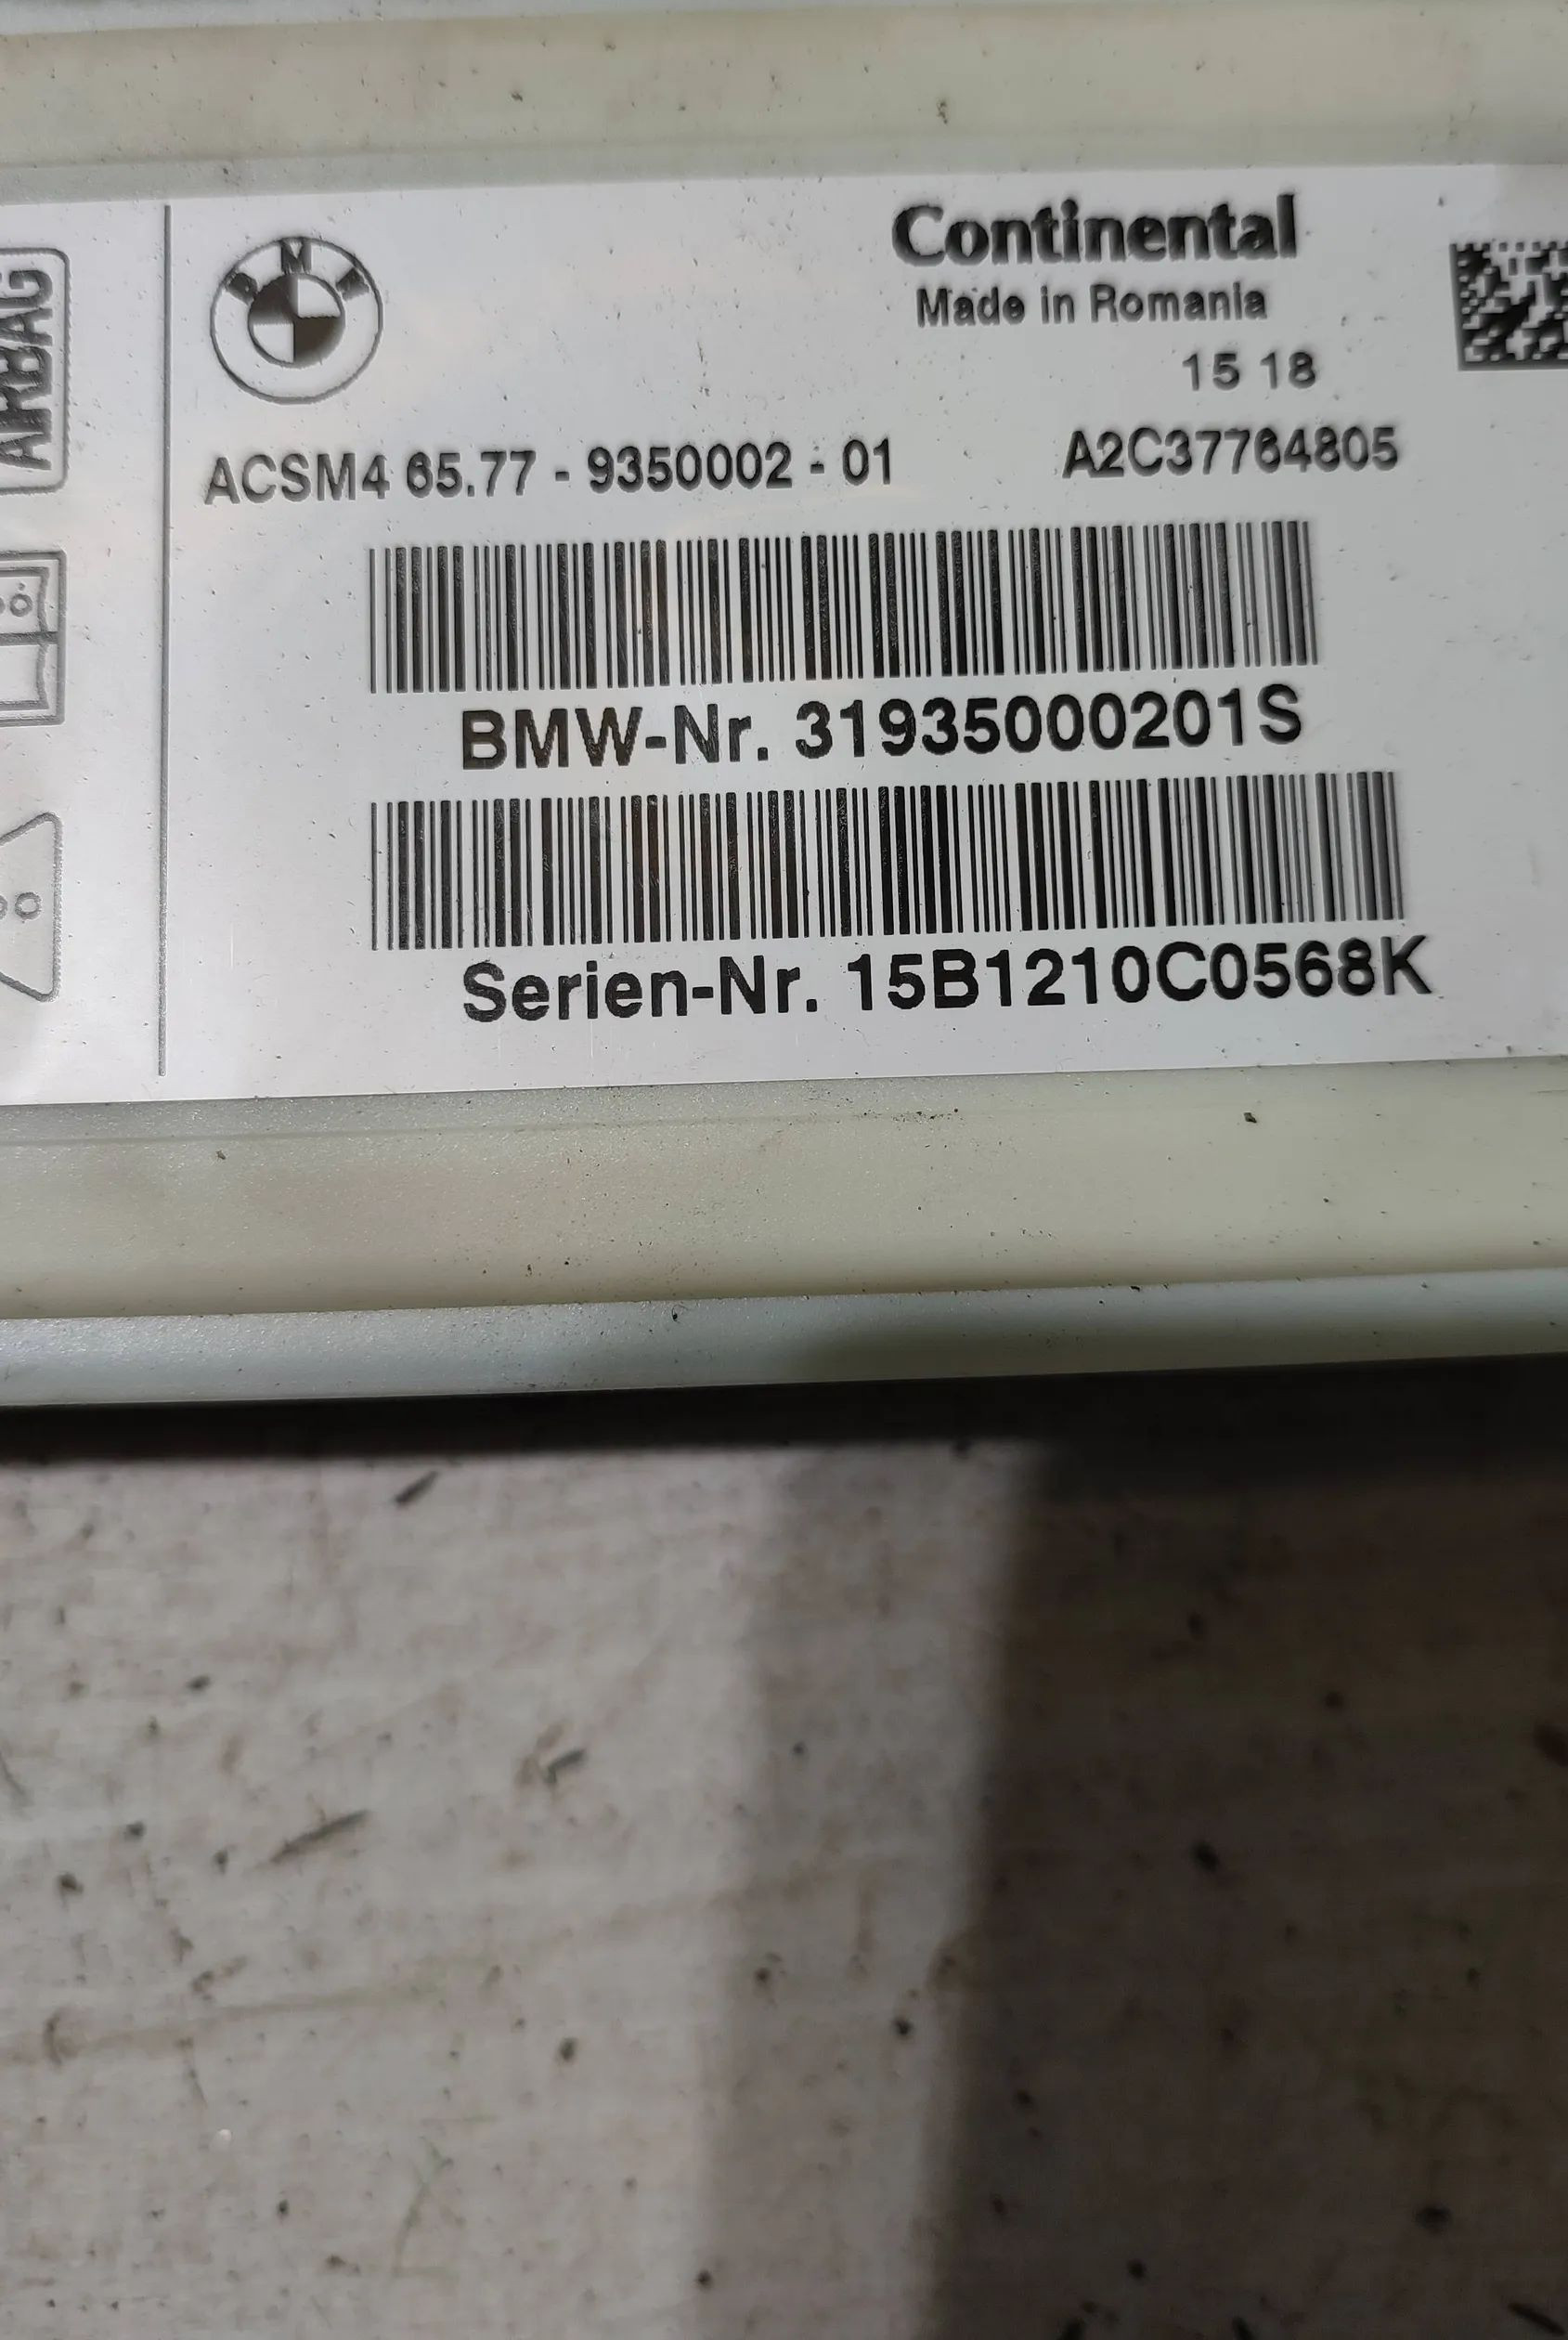 AIRBAG
BMW
Continental
Made in Romania
15 18
ACSM4 65.77 - 9350002 - 01 A2C37764805
BMW-Nr. 31935000201S
Serien-Nr. 15B1210C0568K